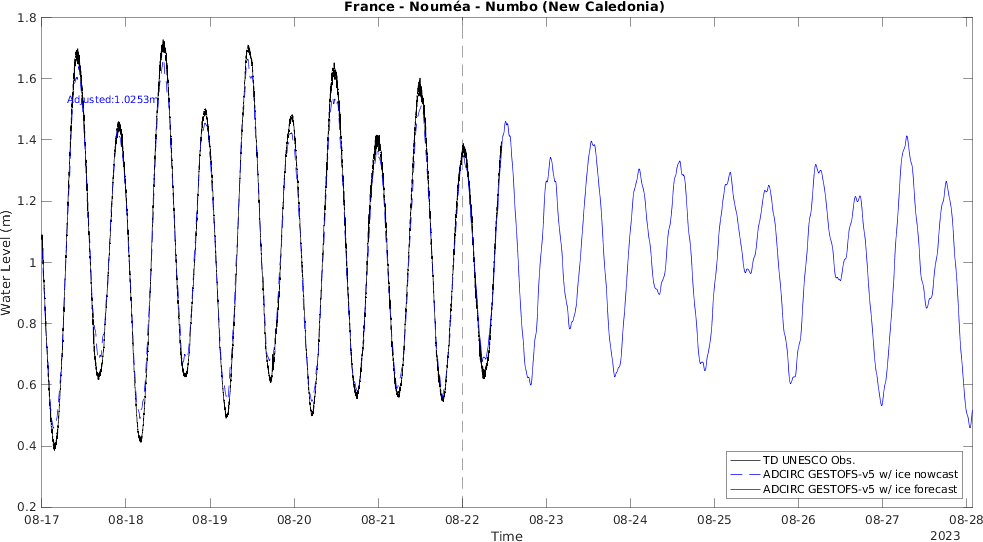 France - Nouméa - Numbo (New Caledonia)
Water Level (m)
1.8
1.6
1.4
1.2
1
0.8
0.6
0.4
0.2
Adjusted:1.0253m
TD UNESCO Obs.
ADCIRC GESTOFS-v5 w/ ice nowcast
ADCIRC GESTOFS-v5 w/ ice forecast
08-17 08-18 08-19 08-20 08-21 08-22 08-23 08-24 08-25 08-26 08-27 08-28
Time
2023